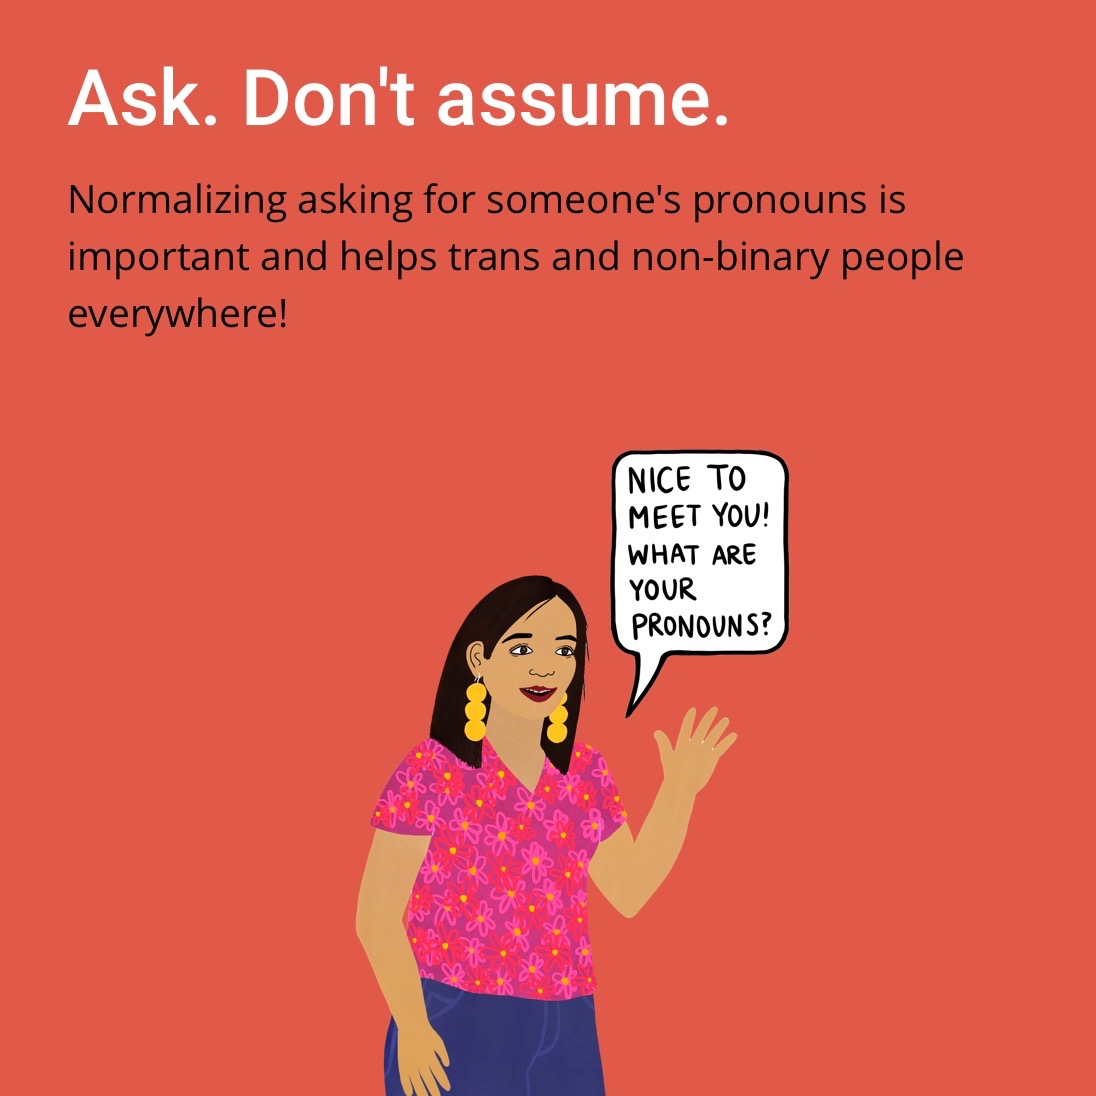 Ask. Don't assume.
Normalizing asking for someone's pronouns is
important and helps trans and non-binary people
everywhere!
NICE TO
MEET YOU!
WHAT ARE
YOUR
PRONOUNS?